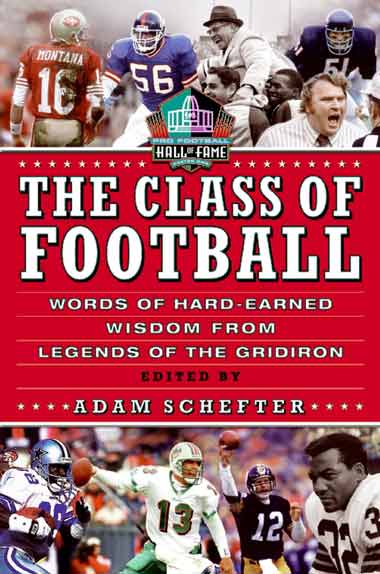 MONTANA
16
56
51
PRO FOOTBALL
HALL OF FAME
THE CLASS OF
FOOTBALL
WORDS OF HARD-EARNED
WISDOM FROM
LEGENDS OF THE GRIDIRON
EDITED BY
ADAM SCHEFTER
13
12
32